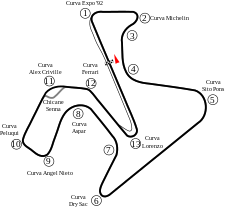 Curva Expo '92
1
2
Curva Michelin
3
Curva
Alex Criville
11
Curva
Ferrari
12
4
Curva
Sito Pons
5
Chicane
Senna
8
Curva
Aspar
Curva
Peluqui
10
9
Curva Angel Nieto
7
13
Curva
Lorenzo
Curva
Dry Sac
6